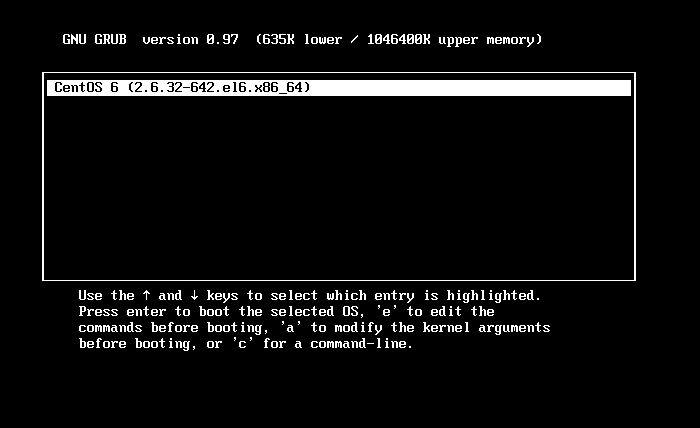 GNU GRUB  version 0.97  (635K lower / 1046400K upper memory)
CentOS 6 (2.6.32-642.el6.x86_64)
Use the ↑ and ↓ keys to select which entry is highlighted.
Press enter to boot the selected OS, 'e' to edit the
commands before booting, 'a' to modify the kernel arguments
before booting, or 'c' for a command-line.